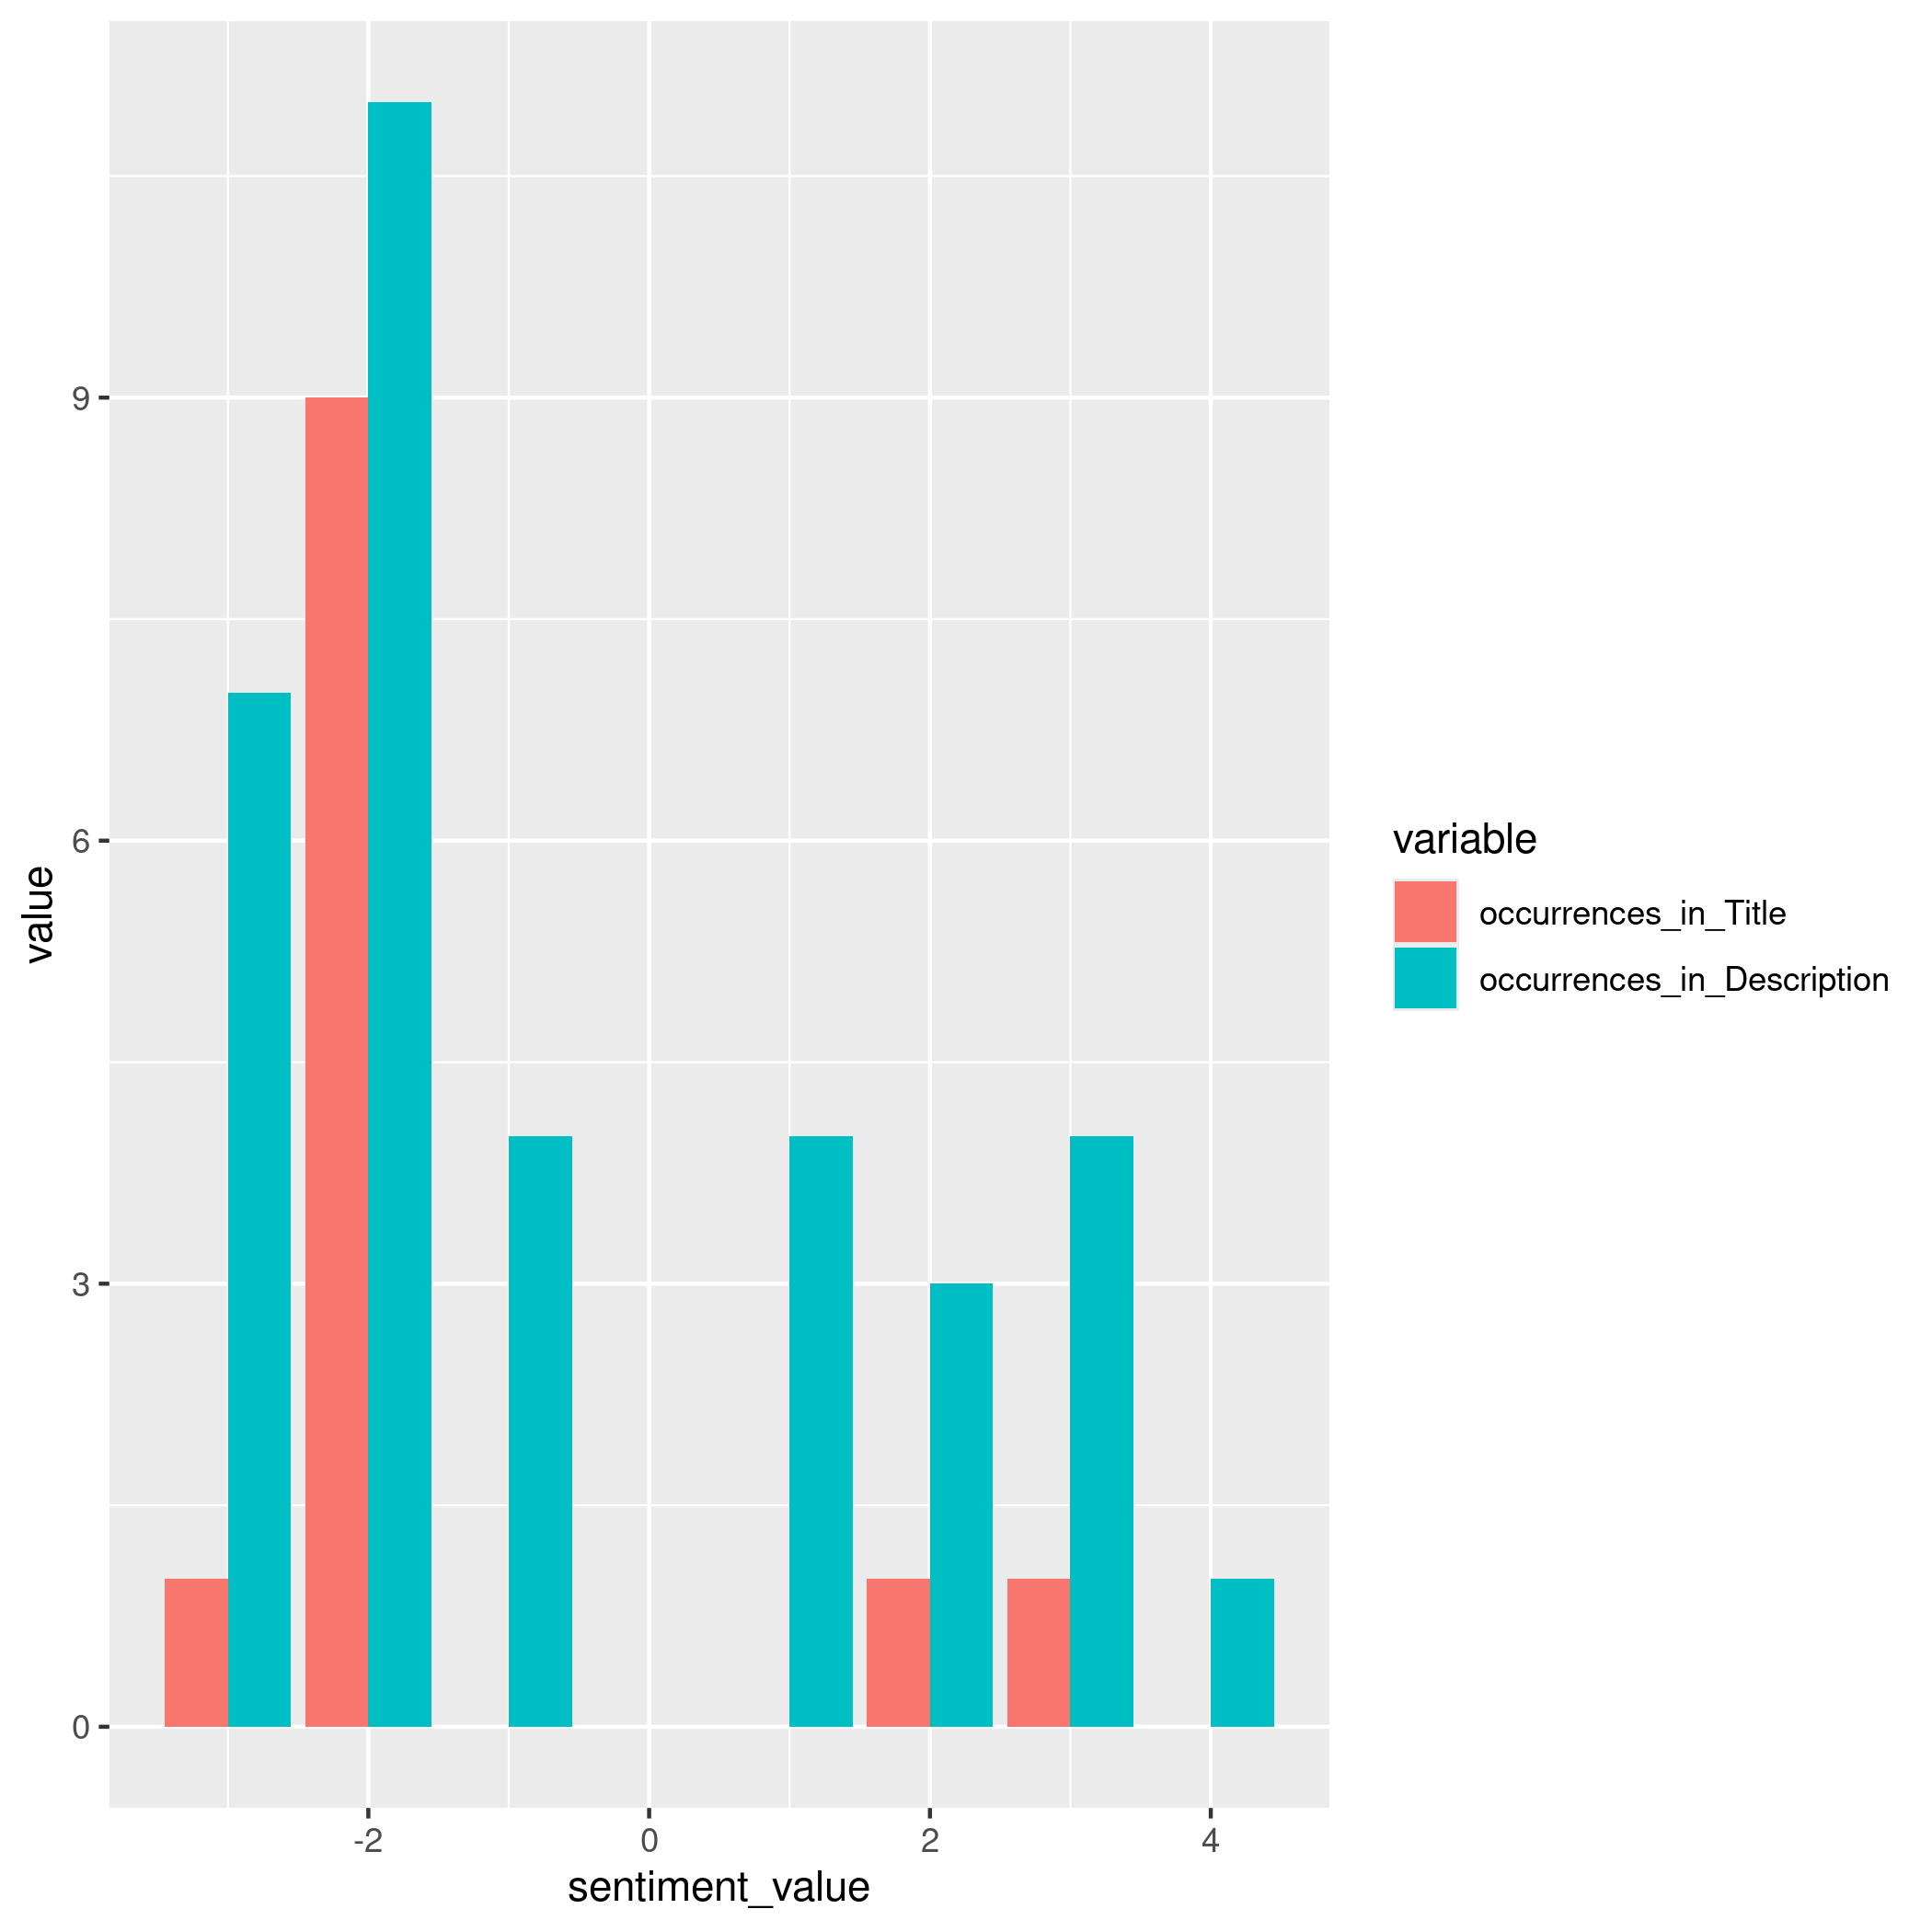 9
6
3
0
value
-2 0 2 4
sentiment_value
variable
occurrences_in_Title
occurrences_in_Description